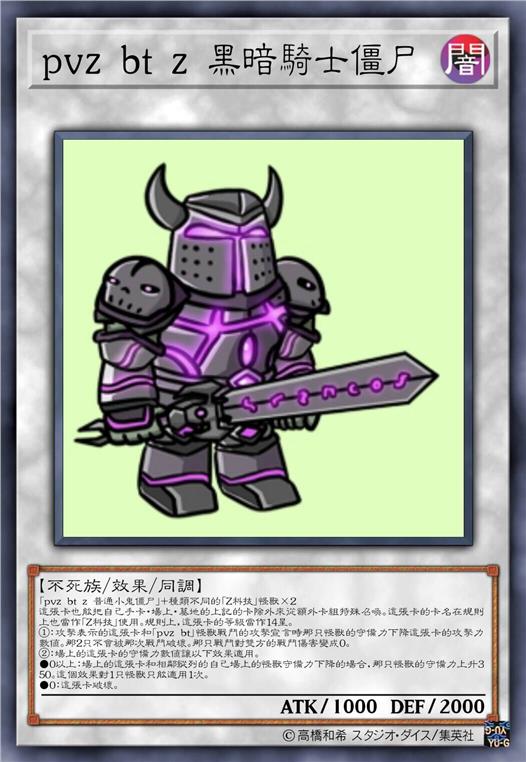 pvz bt z 黑暗騎士僵尸
闇
【不死族/效果/同調】
「pvz bt z 普通小鬼僵尸」+種類不同的「Z科技」怪獸×2
這張卡也能把自己手卡・場上・墓地的上記的卡除外來從額外卡組特殊召喚。這張卡的卡名在規則
上也當作「Z科技」使用。規則上,這張卡的等級當作14星。
①:攻擊表示的這張卡和「pvz bt」怪獸戰鬥的攻擊宣言時那只怪獸的守備力下降這張卡的攻擊力
數值。那2只不會被那次戰鬥破壞。那只戰鬥對雙方的戰鬥傷害變成0。
②:場上的這張卡的守備力數值讓以下效果適用。
●0以上:場上的這張卡和相鄰縱列的自己場上的怪獸守備力下降的場合,那只怪獸的守備力上升3
50。這個效果對1只怪獸只能適用1次。
●0:這張卡破壞。
ATK/1000 DEF/2000
©高橋和希 スタジオ・ダイス/集英社